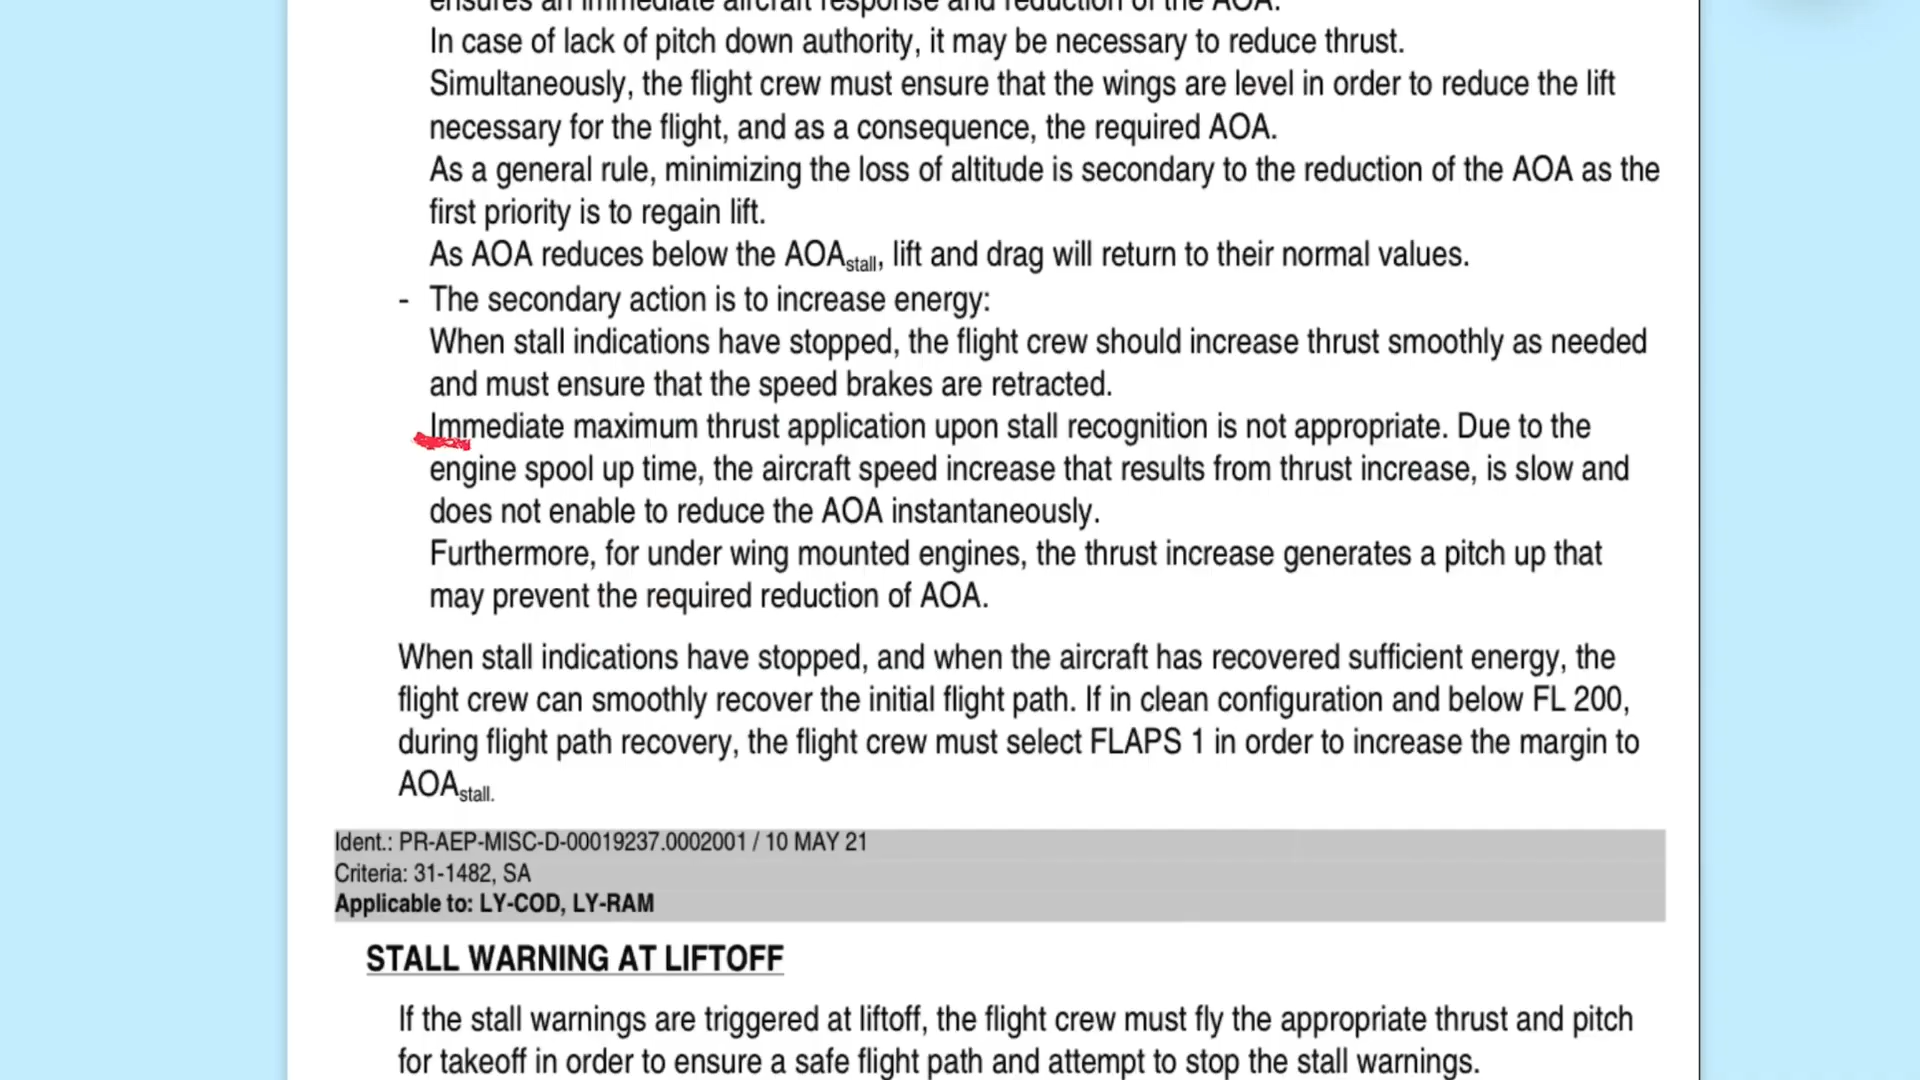 ensures an immediate aircraft response and reduction of the AOA.
In case of lack of pitch down authority, it may be necessary to reduce thrust.
Simultaneously, the flight crew must ensure that the wings are level in order to reduce the lift
necessary for the flight, and as a consequence, the required AOA.
As a general rule, minimizing the loss of altitude is secondary to the reduction of the AOA as the
first priority is to regain lift.
As AOA reduces below the AOAstall, lift and drag will return to their normal values.
- The secondary action is to increase energy:
When stall indications have stopped, the flight crew should increase thrust smoothly as needed
and must ensure that the speed brakes are retracted.
Immediate maximum thrust application upon stall recognition is not appropriate. Due to the
engine spool up time, the aircraft speed increase that results from thrust increase, is slow and
does not enable to reduce the AOA instantaneously.
Furthermore, for under wing mounted engines, the thrust increase generates a pitch up that
may prevent the required reduction of AOA.
When stall indications have stopped, and when the aircraft has recovered sufficient energy, the
flight crew can smoothly recover the initial flight path. If in clean configuration and below FL 200,
during flight path recovery, the flight crew must select FLAPS 1 in order to increase the margin to
AOAstall.
Ident.: PR-AEP-MISC-D-00019237.0002001 / 10 MAY 21
Criteria: 31-1482, SA
Applicable to: LY-COD, LY-RAM
STALL WARNING AT LIFTOFF
If the stall warnings are triggered at liftoff, the flight crew must fly the appropriate thrust and pitch
for takeoff in order to ensure a safe flight path and attempt to stop the stall warnings.